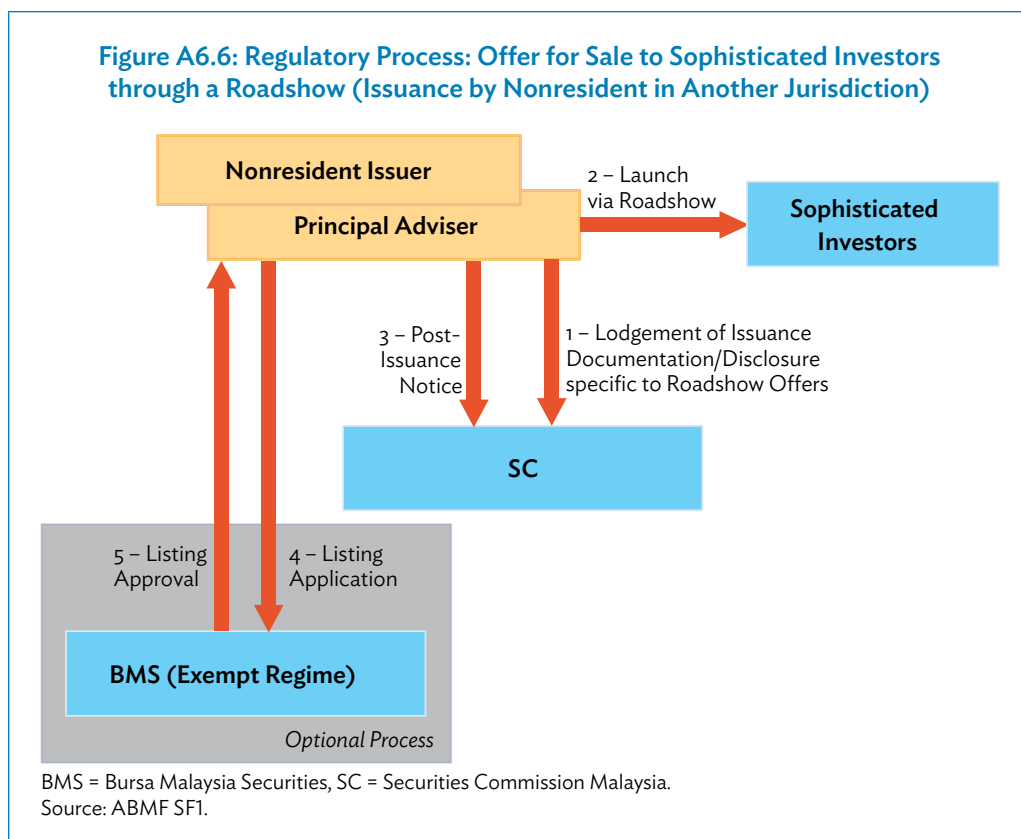 Figure A6.6: Regulatory Process: Offer for Sale to Sophisticated Investors
through a Roadshow (Issuance by Nonresident in Another Jurisdiction)
Nonresident Issuer
Principal Adviser
2 – Launch
via Roadshow
Sophisticated
Investors
3 – Post-
Issuance
Notice
1 – Lodgement of Issuance
Documentation/Disclosure
specific to Roadshow Offers
SC
5 – Listing
Approval
4 – Listing
Application
BMS (Exempt Regime)
Optional Process
BMS = Bursa Malaysia Securities, SC = Securities Commission Malaysia.
Source: ABMF SF1.